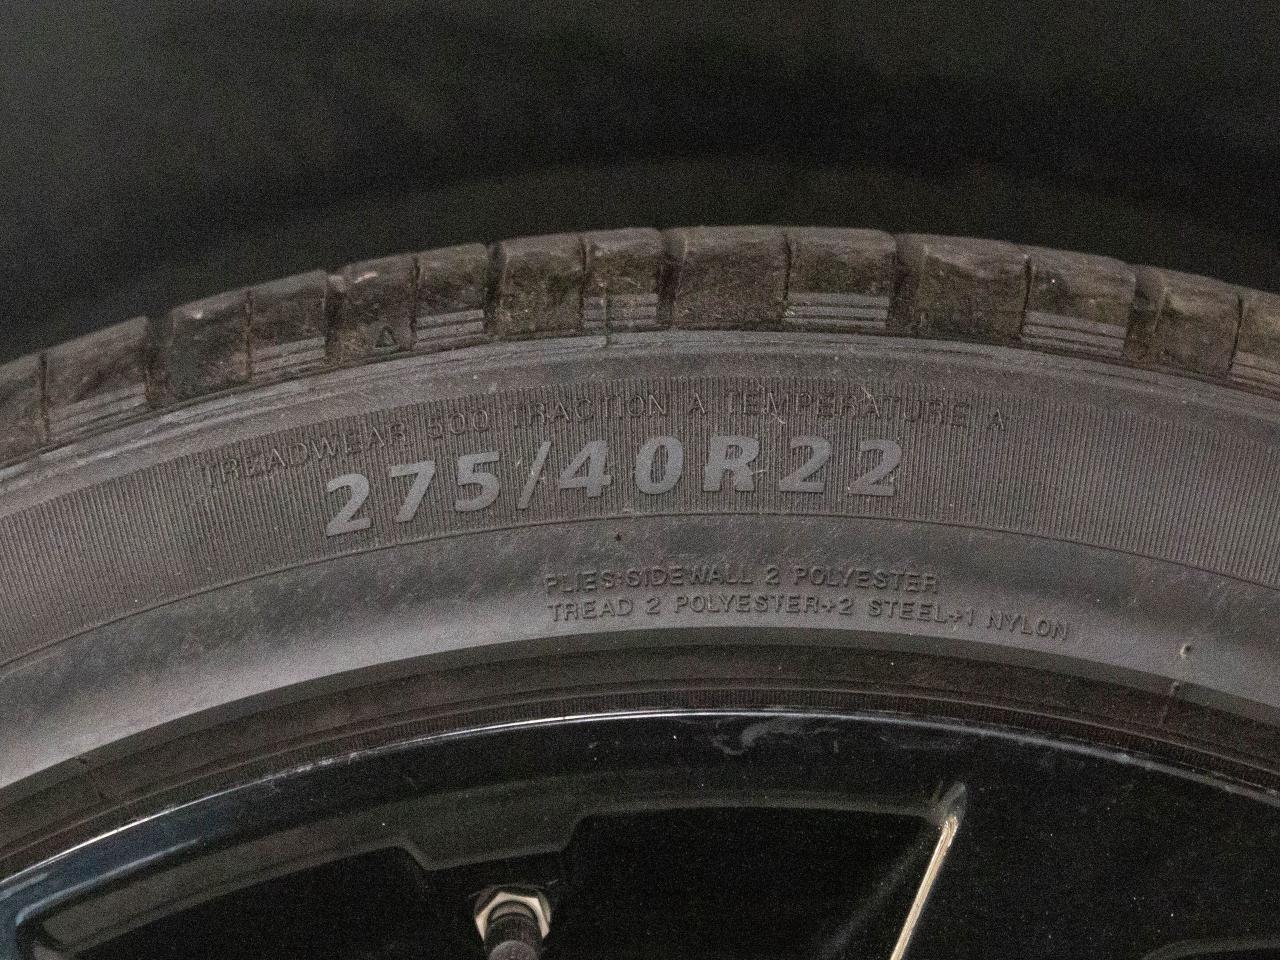 TREADWEAR 500 TRACTION A TEMPERATURE A
275/40R22
PLIES:SIDEWALL 2 POLYESTER
TREAD 2 POLYESTER+2 STEEL+1 NYLON